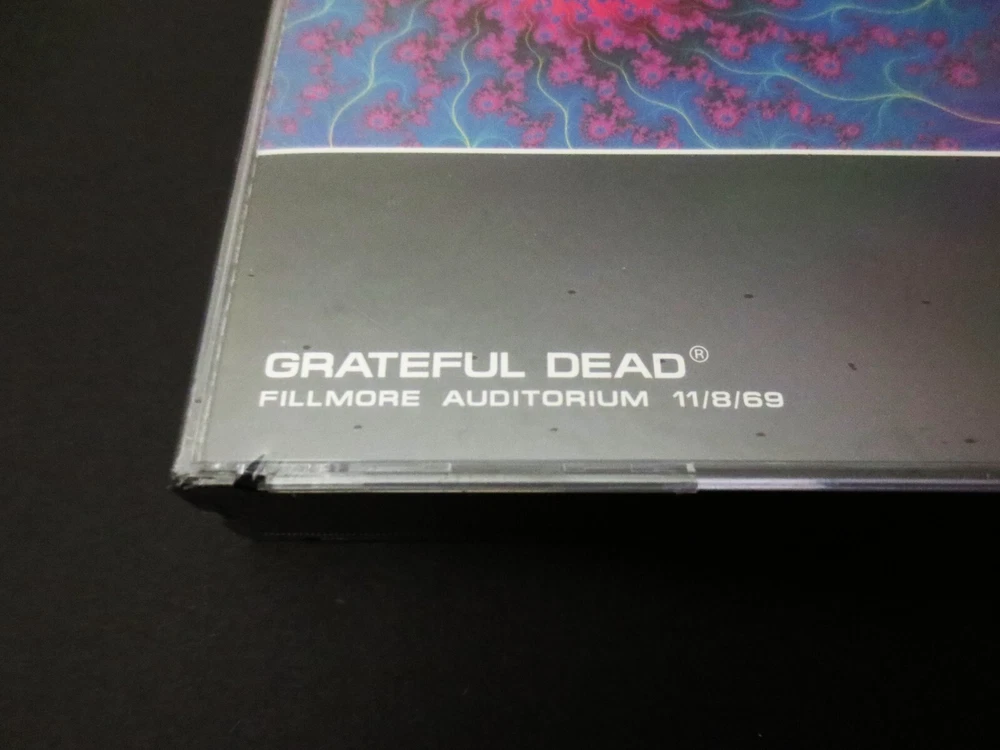 GRATEFUL DEAD®
FILLMORE AUDITORIUM 11/8/69